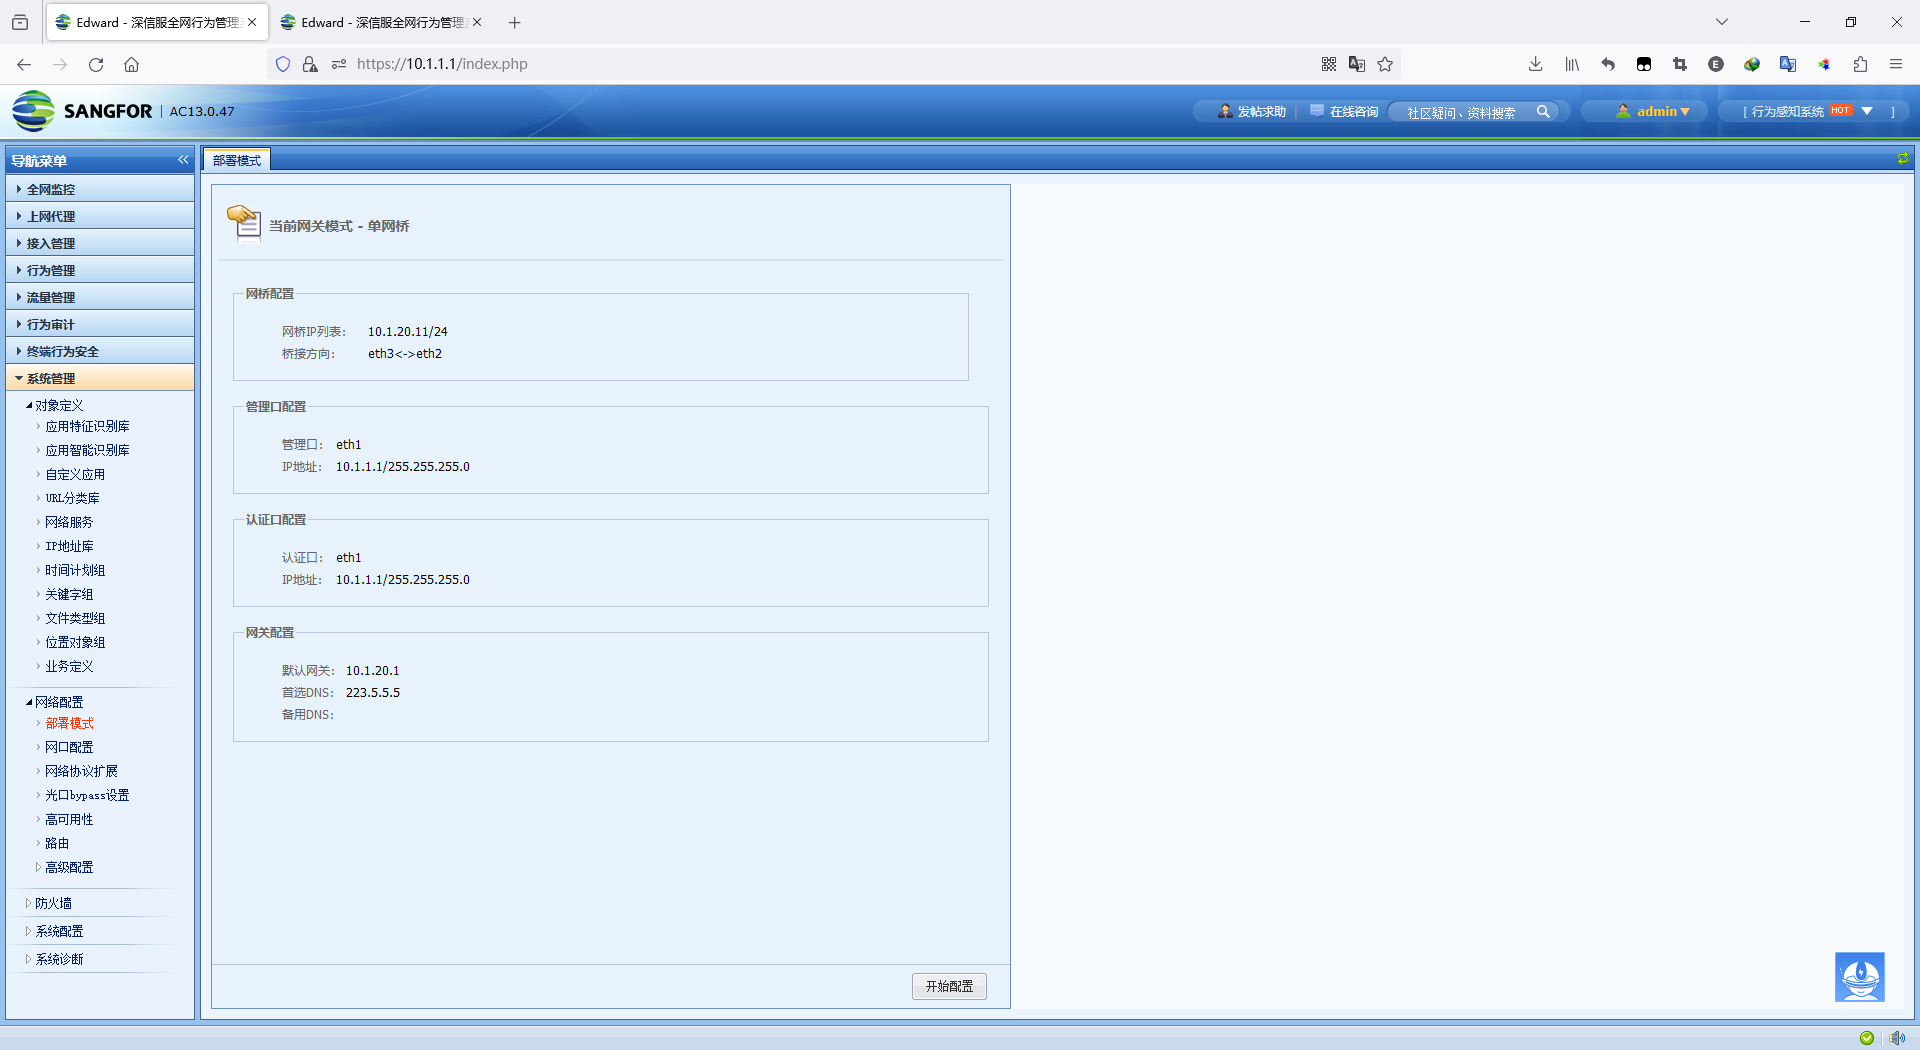 Edward - 深信服全网行为管理
Edward - 深信服全网行为管理
https://10.1.1.1/index.php
SANGFOR | AC13.0.47
发帖求助
在线咨询
社区疑问、资料搜索
admin
[ 行为感知系统 HOT ]
导航菜单
全网监控
上网代理
接入管理
行为管理
流量管理
行为审计
终端行为安全
系统管理
对象定义
应用特征识别库
应用智能识别库
自定义应用
URL分类库
网络服务
IP地址库
时间计划组
关键字组
文件类型组
位置对象组
业务定义
网络配置
部署模式
网口配置
网络协议扩展
光口bypass设置
高可用性
路由
高级配置
防火墙
系统配置
系统诊断
部署模式
当前网关模式 - 单网桥
网桥配置
网桥IP列表: 10.1.20.11/24
桥接方向: eth3<->eth2
管理口配置
管理口: eth1
IP地址: 10.1.1.1/255.255.255.0
认证口配置
认证口: eth1
IP地址: 10.1.1.1/255.255.255.0
网关配置
默认网关: 10.1.20.1
首选DNS: 223.5.5.5
备用DNS:
开始配置